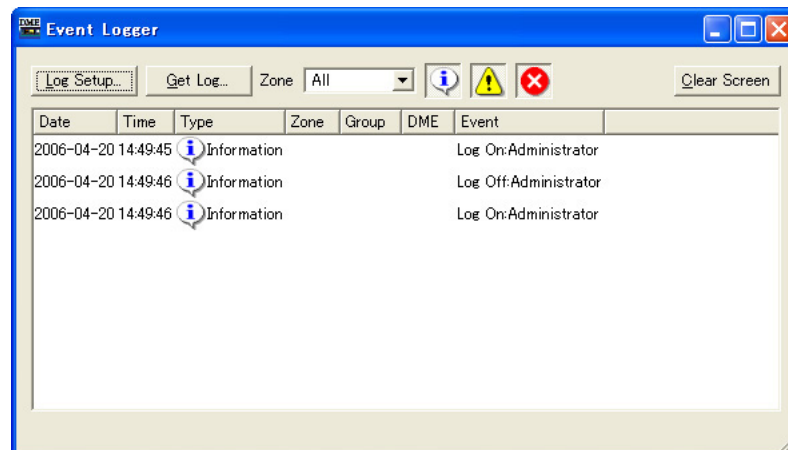 DME Event Logger
Log Setup... Get Log... Zone All Clear Screen
Date Time Type Zone Group DME Event
2006-04-20 14:49:45 Information Log On:Administrator
2006-04-20 14:49:46 Information Log Off:Administrator
2006-04-20 14:49:46 Information Log On:Administrator